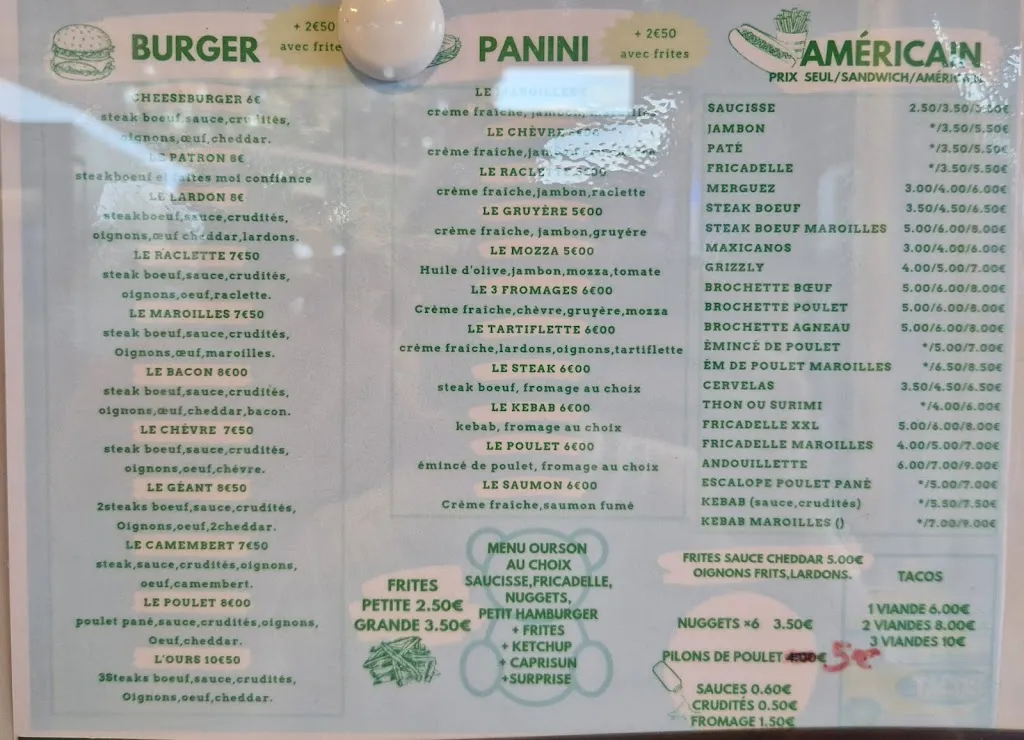 BURGER
+ 2€50
avec frite
CHEESEBURGER 6€
steak boeuf,sauce,crudités,
oignons,œuf,cheddar.
LE PATRON 8€
steakboeuf et faites moi confiance
LE LARDON 8€
steakboeuf,sauce,crudités,
oignons,œuf cheddar,lardons.
LE RACLETTE 7€50
steak boeuf,sauce,crudités,
oignons,oeuf,raclette.
LE MAROILLES 7€50
steak boeuf,sauce,crudités,
Oignons,œuf,maroilles.
LE BACON 8€00
steak boeuf,sauce,crudités,
oignons,œuf,cheddar,bacon.
LE CHÈVRE 7€50
steak boeuf,sauce,crudités,
oignons,oeuf,chévre.
LE GÉANT 8€50
2steaks boeuf,sauce,crudités,
Oignons,oeuf,2cheddar.
LE CAMEMBERT 7€50
steak,sauce,crudités,oignons,
oeuf,camembert.
LE POULET 8€00
poulet pané,sauce,crudités,oignons,
Oeuf,cheddar.
L'OURS 10€50
3Steaks boeuf,sauce,crudités,
Oignons,oeuf,cheddar.
PANINI
+ 2€50
avec frites
LE MAROILLES
crème fraiche, jambon, maroilles
LE CHÈVRE
crème fraiche,jambon
LE RACLETTE 5€00
crème fraiche,jambon,raclette
LE GRUYÈRE 5€00
crème fraiche, jambon,gruyère
LE MOZZA 5€00
Huile d'olive,jambon,mozza,tomate
LE 3 FROMAGES 6€00
Crème fraiche,chèvre,gruyère,mozza
LE TARTIFLETTE 6€00
crème fraiche,lardons,oignons,tartiflette
LE STEAK 6€00
steak boeuf, fromage au choix
LE KEBAB 6€00
kebab, fromage au choix
LE POULET 6€00
émincé de poulet, fromage au choix
LE SAUMON 6€00
Crème fraiche,saumon fumé
AMÉRICAIN
PRIX SEUL/SANDWICH/AMÉRICAIN
SAUCISSE 2.50/3.50/5.50€
JAMBON */3.50/5.50€
PATÉ */3.50/5.50€
FRICADELLE */3.50/5.50€
MERGUEZ 3.00/4.00/6.00€
STEAK BOEUF 3.50/4.50/6.50€
STEAK BOEUF MAROILLES 5.00/6.00/8.00€
MAXICANOS 3.00/4.00/6.00€
GRIZZLY 4.00/5.00/7.00€
BROCHETTE BŒUF 5.00/6.00/8.00€
BROCHETTE POULET 5.00/6.00/8.00€
BROCHETTE AGNEAU 5.00/6.00/8.00€
ÉMINCÉ DE POULET */5.00/7.00€
ÉM DE POULET MAROILLES */6.50/8.50€
CERVELAS 3.50/4.50/6.50€
THON OU SURIMI */4.00/6.00€
FRICADELLE XXL 5.00/6.00/8.00€
FRICADELLE MAROILLES 4.00/5.00/7.00€
ANDOUILLETTE 6.00/7.00/9.00€
ESCALOPE POULET PANÉ */5.00/7.00€
KEBAB (sauce,crudités) */5.50/7.50€
KEBAB MAROILLES () */7.00/9.00€
FRITES
PETITE 2.50€
GRANDE 3.50€
MENU OURSON
AU CHOIX
SAUCISSE,FRICADELLE,
NUGGETS,
PETIT HAMBURGER
+ FRITES
+ KETCHUP
+ CAPRISUN
+SURPRISE
FRITES SAUCE CHEDDAR 5.00€
OIGNONS FRITS,LARDONS.
NUGGETS ×6 3.50€
PILONS DE POULET 4.00€ 5€
SAUCES 0.60€
CRUDITÉS 0.50€
FROMAGE 1.50€
TACOS
1 VIANDE 6.00€
2 VIANDES 8.00€
3 VIANDES 10€
TACOS